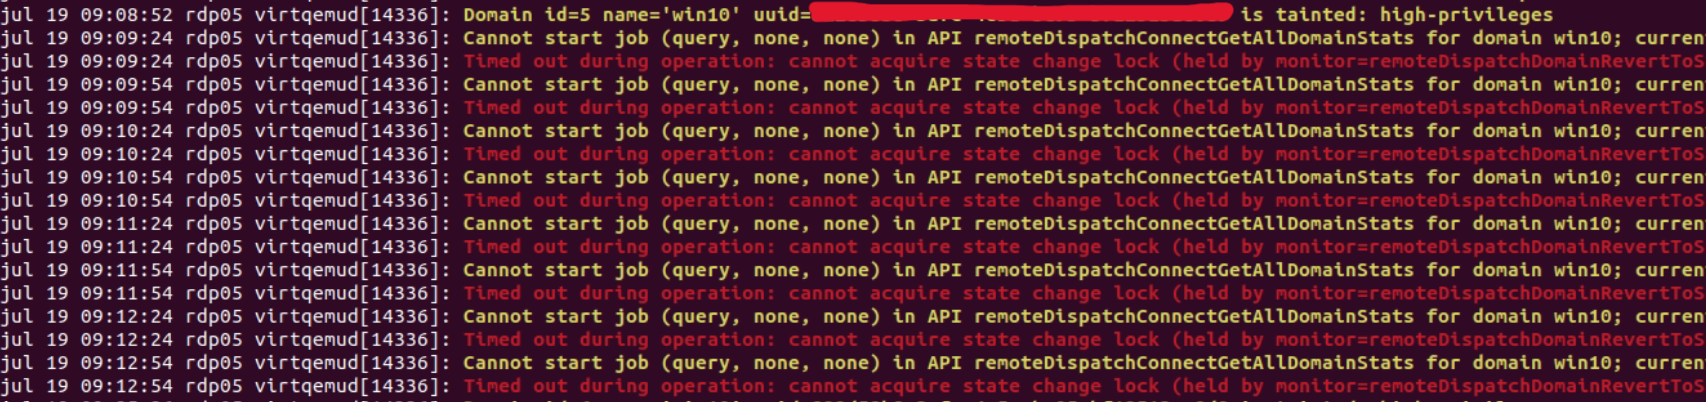 jul 19 09:08:52 rdp05 virtqemud[14336]: Domain id=5 name='win10' uuid= is tainted: high-privileges
jul 19 09:09:24 rdp05 virtqemud[14336]: Cannot start job (query, none, none) in API remoteDispatchConnectGetAllDomainStats for domain win10; curren
jul 19 09:09:24 rdp05 virtqemud[14336]: Timed out during operation: cannot acquire state change lock (held by monitor=remoteDispatchDomainRevertToS
jul 19 09:09:54 rdp05 virtqemud[14336]: Cannot start job (query, none, none) in API remoteDispatchConnectGetAllDomainStats for domain win10; curren
jul 19 09:09:54 rdp05 virtqemud[14336]: Timed out during operation: cannot acquire state change lock (held by monitor=remoteDispatchDomainRevertToS
jul 19 09:10:24 rdp05 virtqemud[14336]: Cannot start job (query, none, none) in API remoteDispatchConnectGetAllDomainStats for domain win10; curren
jul 19 09:10:24 rdp05 virtqemud[14336]: Timed out during operation: cannot acquire state change lock (held by monitor=remoteDispatchDomainRevertToS
jul 19 09:10:54 rdp05 virtqemud[14336]: Cannot start job (query, none, none) in API remoteDispatchConnectGetAllDomainStats for domain win10; curren
jul 19 09:10:54 rdp05 virtqemud[14336]: Timed out during operation: cannot acquire state change lock (held by monitor=remoteDispatchDomainRevertToS
jul 19 09:11:24 rdp05 virtqemud[14336]: Cannot start job (query, none, none) in API remoteDispatchConnectGetAllDomainStats for domain win10; curren
jul 19 09:11:24 rdp05 virtqemud[14336]: Timed out during operation: cannot acquire state change lock (held by monitor=remoteDispatchDomainRevertToS
jul 19 09:11:54 rdp05 virtqemud[14336]: Cannot start job (query, none, none) in API remoteDispatchConnectGetAllDomainStats for domain win10; curren
jul 19 09:11:54 rdp05 virtqemud[14336]: Timed out during operation: cannot acquire state change lock (held by monitor=remoteDispatchDomainRevertToS
jul 19 09:12:24 rdp05 virtqemud[14336]: Cannot start job (query, none, none) in API remoteDispatchConnectGetAllDomainStats for domain win10; curren
jul 19 09:12:24 rdp05 virtqemud[14336]: Timed out during operation: cannot acquire state change lock (held by monitor=remoteDispatchDomainRevertToS
jul 19 09:12:54 rdp05 virtqemud[14336]: Cannot start job (query, none, none) in API remoteDispatchConnectGetAllDomainStats for domain win10; curren
jul 19 09:12:54 rdp05 virtqemud[14336]: Timed out during operation: cannot acquire state change lock (held by monitor=remoteDispatchDomainRevertToS